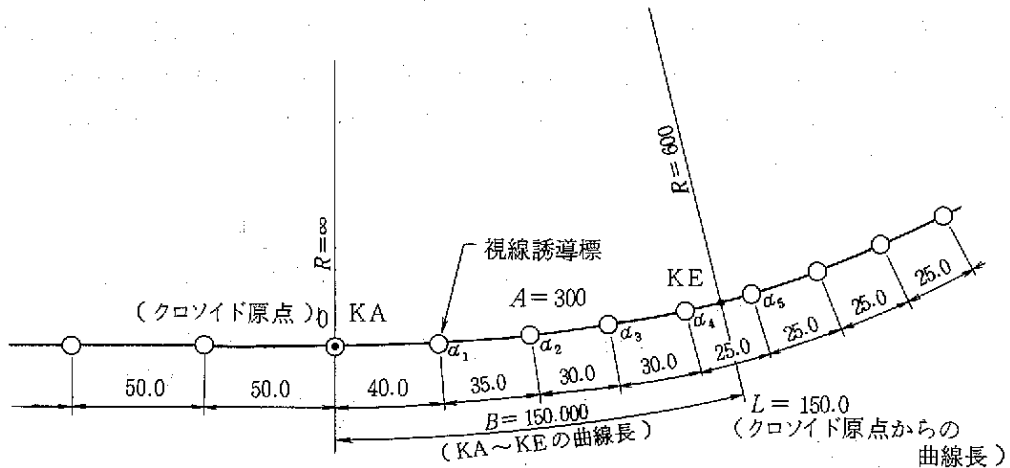 R=∞
R=600
視線誘導標
(クロソイド原点) 0 KA
A=300
KE
α₁
α₂
α₃
α₄
α₅
50.0
50.0
40.0
35.0
30.0
30.0
25.0
25.0
25.0
25.0
B=150.000
(KA~KEの曲線長)
L=150.0
(クロソイド原点からの
曲線長)